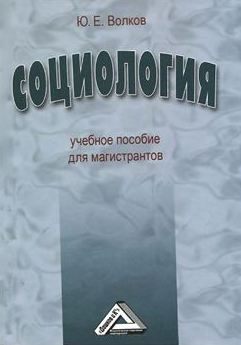 Ю. Е. Волков
СОЦИОЛОГИЯ
учебное пособие
для магистрантов